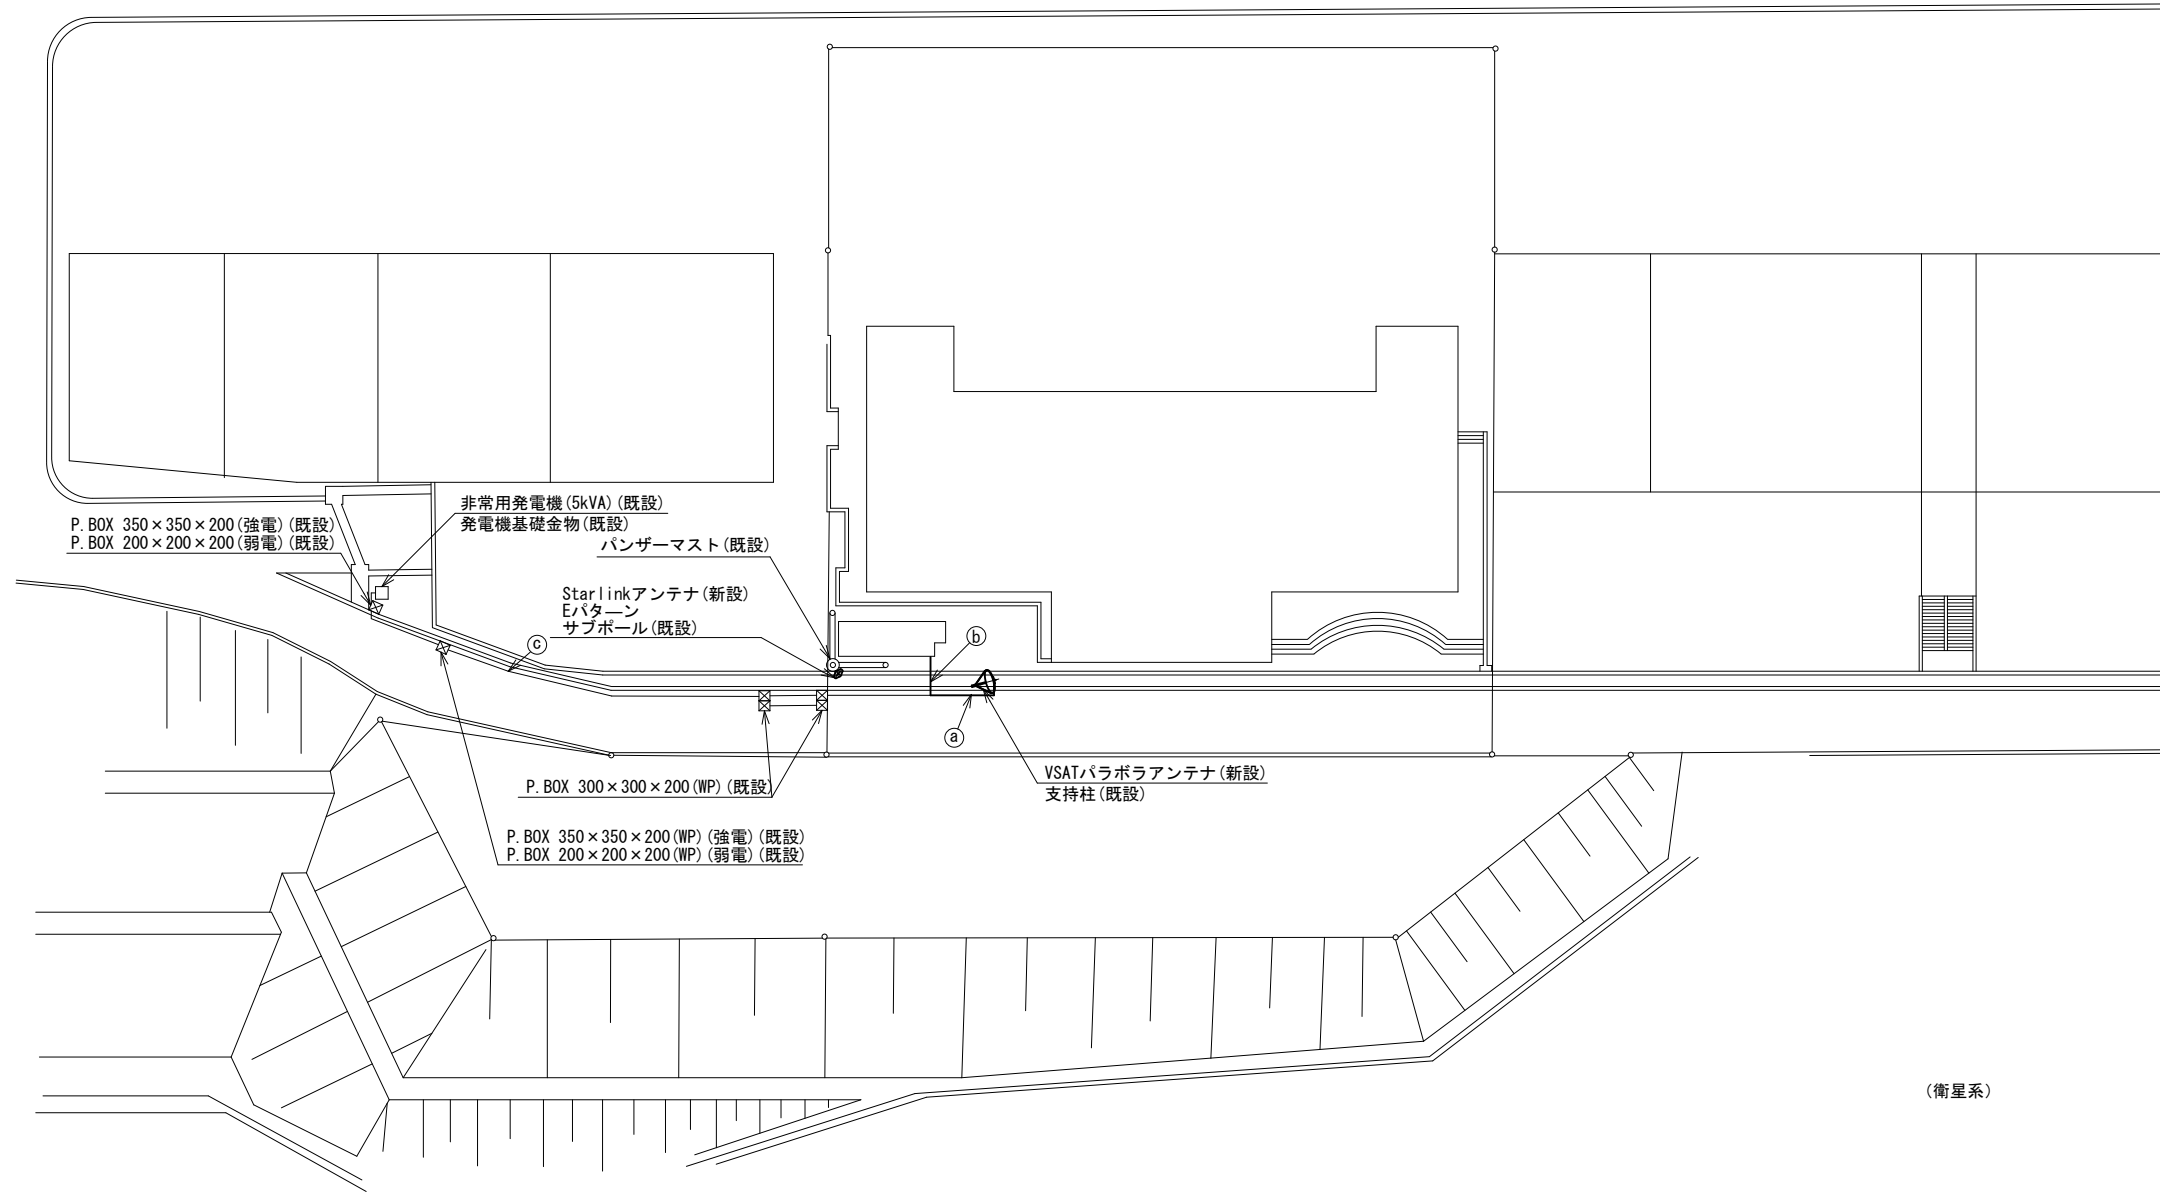 非常用発電機(5kVA)(既設)
発電機基礎金物(既設)
P.BOX 350×350×200(強電)(既設)
P.BOX 200×200×200(弱電)(既設)
パンザーマスト(既設)
Starlinkアンテナ(新設)
Eパターン
サブポール(既設)
c
b
a
VSATパラボラアンテナ(新設)
支持柱(既設)
P.BOX 300×300×200(WP)(既設)
P.BOX 350×350×200(WP)(強電)(既設)
P.BOX 200×200×200(WP)(弱電)(既設)
(衛星系)